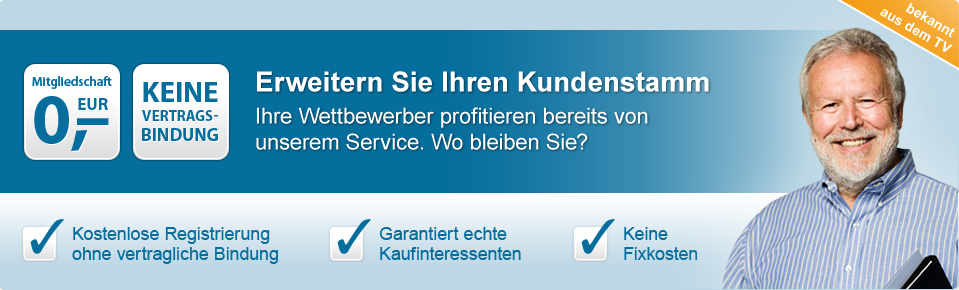 bekannt
aus dem TV
Mitgliedschaft
0,- EUR
KEINE
VERTRAGS-
BINDUNG
Erweitern Sie Ihren Kundenstamm
Ihre Wettbewerber profitieren bereits von
unserem Service. Wo bleiben Sie?
Kostenlose Registrierung
ohne vertragliche Bindung
Garantiert echte
Kaufinteressenten
Keine
Fixkosten